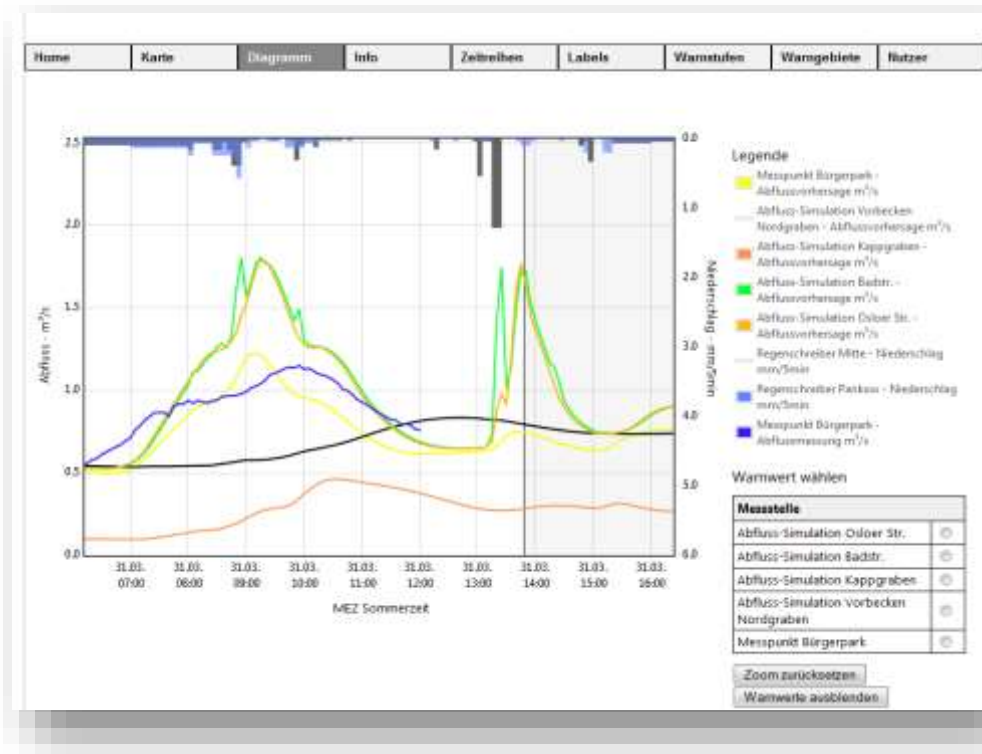 Home Karte Diagramm Info Zeitreihen Labels Warnstufen Warngebiete Nutzer
2.5
2.0
1.5
1.0
0.5
0.0
Abfluss - m³/s
0.0
1.0
2.0
3.0
4.0
5.0
6.0
Niederschlag - mm/5min
31.03. 31.03. 31.03. 31.03. 31.03. 31.03. 31.03. 31.03. 31.03. 31.03.
07:00 08:00 09:00 10:00 11:00 12:00 13:00 14:00 15:00 16:00
MEZ Sommerzeit
Legende
Messpunkt Bürgerpark -
Abflussvorhersage m³/s
Abfluss-Simulation Vorbecken
Nordgraben - Abflussvorhersage m³/s
Abfluss-Simulation Kappgraben -
Abflussvorhersage m³/s
Abfluss-Simulation Badstr. -
Abflussvorhersage m³/s
Abfluss-Simulation Osloer Str. -
Abflussvorhersage m³/s
Regenschreiber Mitte - Niederschlag
mm/5min
Regenschreiber Pankow - Niederschlag
mm/5min
Messpunkt Bürgerpark -
Abflussmessung m³/s
Warnwert wählen
Messstelle
Abfluss-Simulation Osloer Str.
Abfluss-Simulation Badstr.
Abfluss-Simulation Kappgraben
Abfluss-Simulation Vorbecken
Nordgraben
Messpunkt Bürgerpark
Zoom zurücksetzen
Warnwerte ausblenden